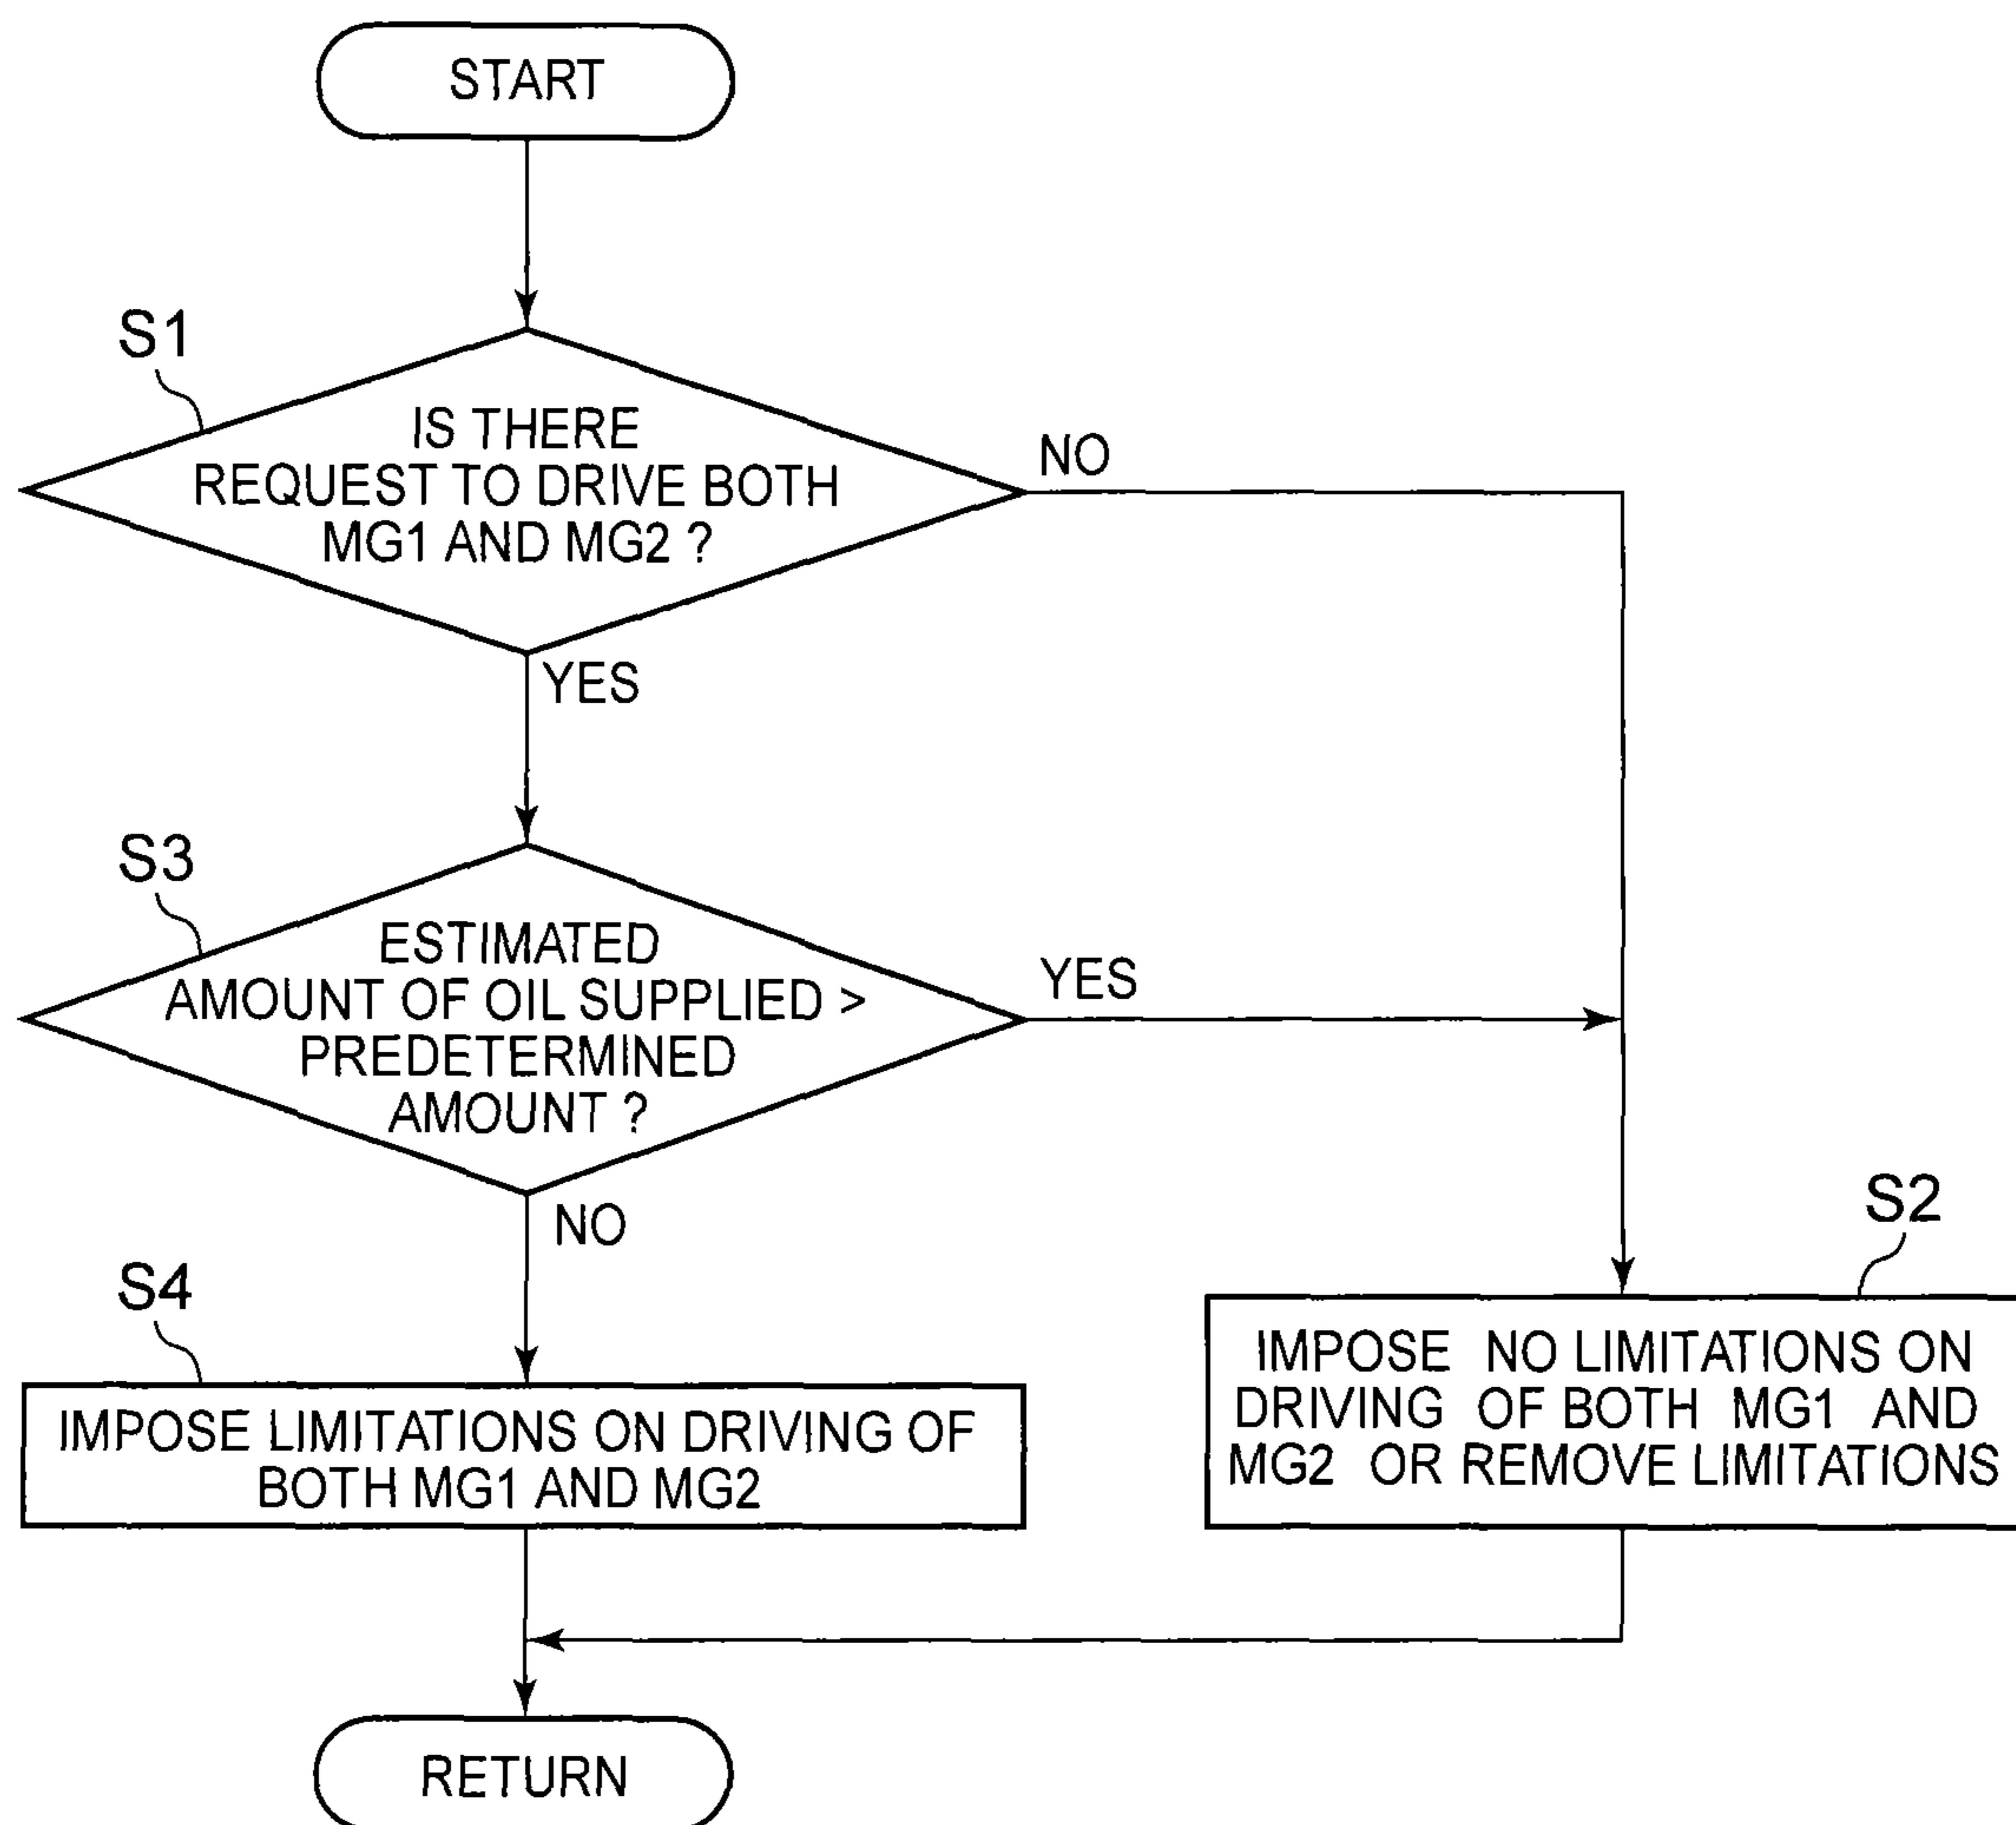 START
S1
IS THERE
REQUEST TO DRIVE BOTH
MG1 AND MG2 ?
NO
YES
S3
ESTIMATED
AMOUNT OF OIL SUPPLIED >
PREDETERMINED
AMOUNT ?
YES
NO
S2
IMPOSE NO LIMITATIONS ON
DRIVING OF BOTH MG1 AND
MG2 OR REMOVE LIMITATIONS
S4
IMPOSE LIMITATIONS ON DRIVING OF
BOTH MG1 AND MG2
RETURN